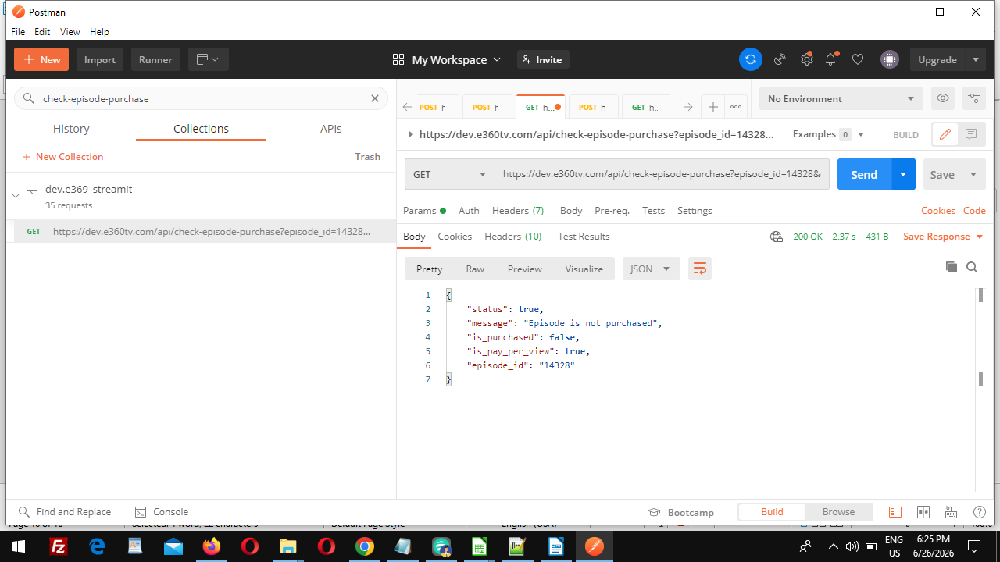 Postman
File Edit View Help
New Import Runner My Workspace Invite Upgrade
check-episode-purchase
History Collections APIs
+ New Collection Trash
dev.e369_streamit
35 requests
GET https://dev.e360tv.com/api/check-episode-purchase?episode_id=14328...
POST POST GET h... POST GET h..
No Environment
https://dev.e360tv.com/api/check-episode-purchase?episode_id=14328... Examples 0 BUILD
GET https://dev.e360tv.com/api/check-episode-purchase?episode_id=14328& Send Save
Params Auth Headers (7) Body Pre-req. Tests Settings Cookies Code
Body Cookies Headers (10) Test Results 200 OK 2.37 s 431 B Save Response
Pretty Raw Preview Visualize JSON
1 {
2 "status": true,
3 "message": "Episode is not purchased",
4 "is_purchased": false,
5 "is_pay_per_view": true,
6 "episode_id": "14328"
7 }
Find and Replace Console Bootcamp Build Browse
ENG 6:25 PM
US 6/26/2026